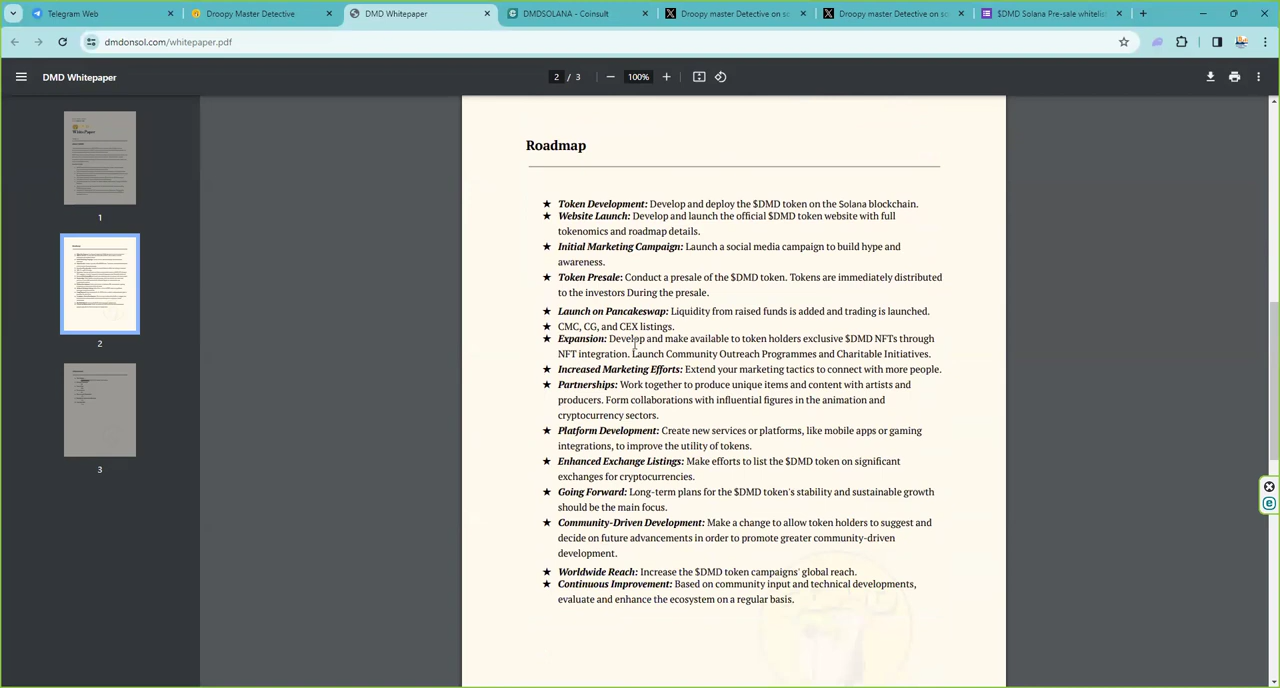 Telegram Web
Droopy Master Detective
DMD Whitepaper
DMDSOLANA - Coinsult
Droopy master Detective on so
Droopy master Detective on so
$DMD Solana Pre-sale whitelis
dmdonsol.com/whitepaper.pdf
DMD Whitepaper
2 / 3
100%
1
2
3
Roadmap
★ Token Development: Develop and deploy the $DMD token on the Solana blockchain.
★ Website Launch: Develop and launch the official $DMD token website with full
tokenomics and roadmap details.
★ Initial Marketing Campaign: Launch a social media campaign to build hype and
awareness.
★ Token Presale: Conduct a presale of the $DMD token. Tokens are immediately distributed
to the investors During the presale.
★ Launch on Pancakeswap: Liquidity from raised funds is added and trading is launched.
★ CMC, CG, and CEX listings.
★ Expansion: Develop and make available to token holders exclusive $DMD NFTs through
NFT integration. Launch Community Outreach Programmes and Charitable Initiatives.
★ Increased Marketing Efforts: Extend your marketing tactics to connect with more people.
★ Partnerships: Work together to produce unique items and content with artists and
producers. Form collaborations with influential figures in the animation and
cryptocurrency sectors.
★ Platform Development: Create new services or platforms, like mobile apps or gaming
integrations, to improve the utility of tokens.
★ Enhanced Exchange Listings: Make efforts to list the $DMD token on significant
exchanges for cryptocurrencies.
★ Going Forward: Long-term plans for the $DMD token's stability and sustainable growth
should be the main focus.
★ Community-Driven Development: Make a change to allow token holders to suggest and
decide on future advancements in order to promote greater community-driven
development.
★ Worldwide Reach: Increase the $DMD token campaigns' global reach.
★ Continuous Improvement: Based on community input and technical developments,
evaluate and enhance the ecosystem on a regular basis.